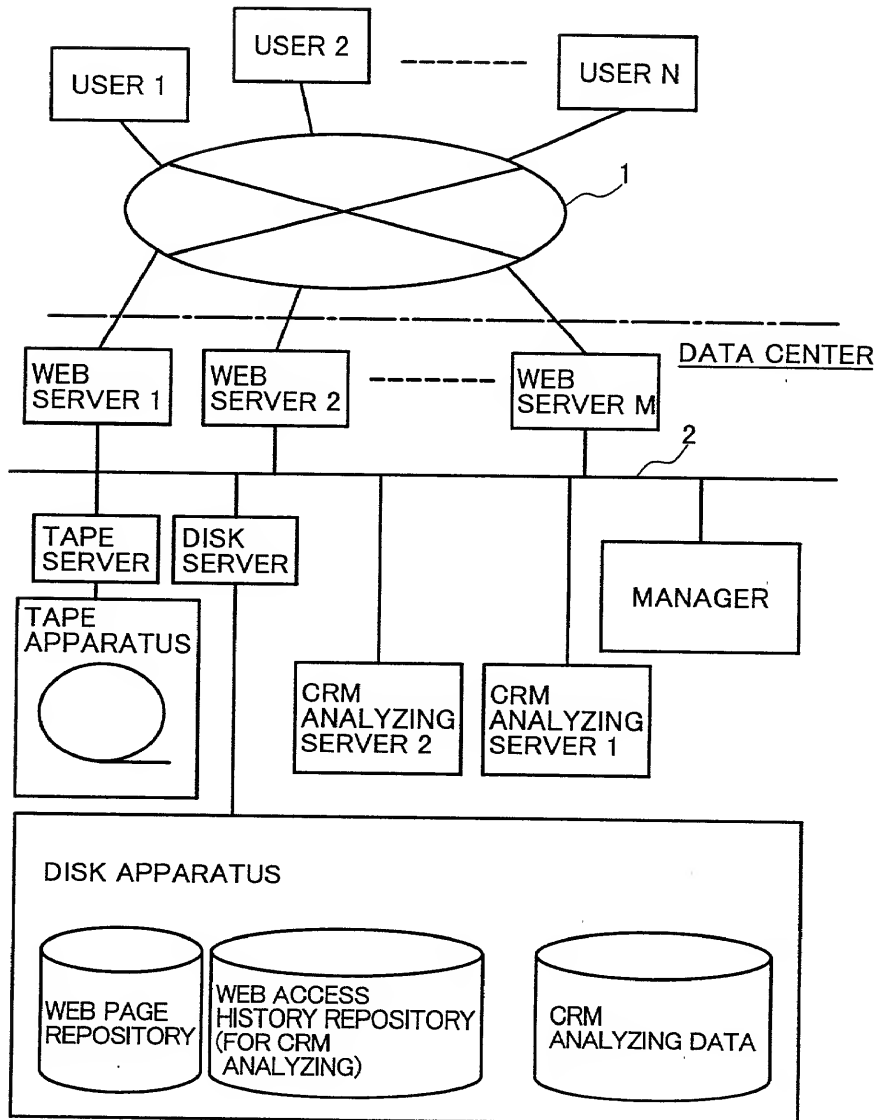 USER 1
USER 2
USER N
1
DATA CENTER
WEB
SERVER 1
WEB
SERVER 2
WEB
SERVER M
2
TAPE
SERVER
DISK
SERVER
MANAGER
TAPE
APPARATUS
CRM
ANALYZING
SERVER 2
CRM
ANALYZING
SERVER 1
DISK APPARATUS
WEB PAGE
REPOSITORY
WEB ACCESS
HISTORY REPOSITORY
(FOR CRM
ANALYZING)
CRM
ANALYZING DATA